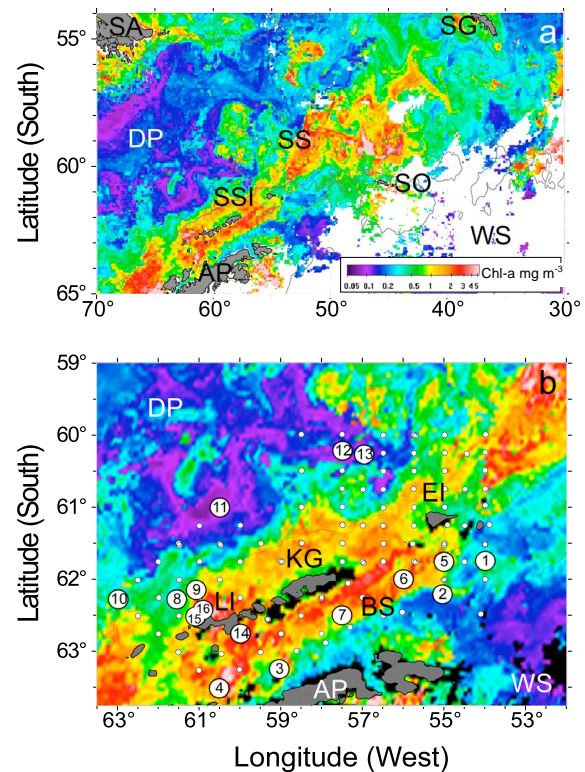 55°
60°
65°
Latitude (South)
SA
SG
a
DP
SS
SSI
SO
AP
WS
Chl-a mg m-3
0.05 0.1 0.2 0.5 1 2 3 4 5
70 60° 50° 40° 30°
59°
60°
61°
62°
63°
Latitude (South)
b
DP
12 13
11
EI
KG
1
5
6
2
9
10 8
16
LI
15
BS
7
14
3
4
AP
WS
63° 61° 59° 57° 55° 53°
Longitude (West)